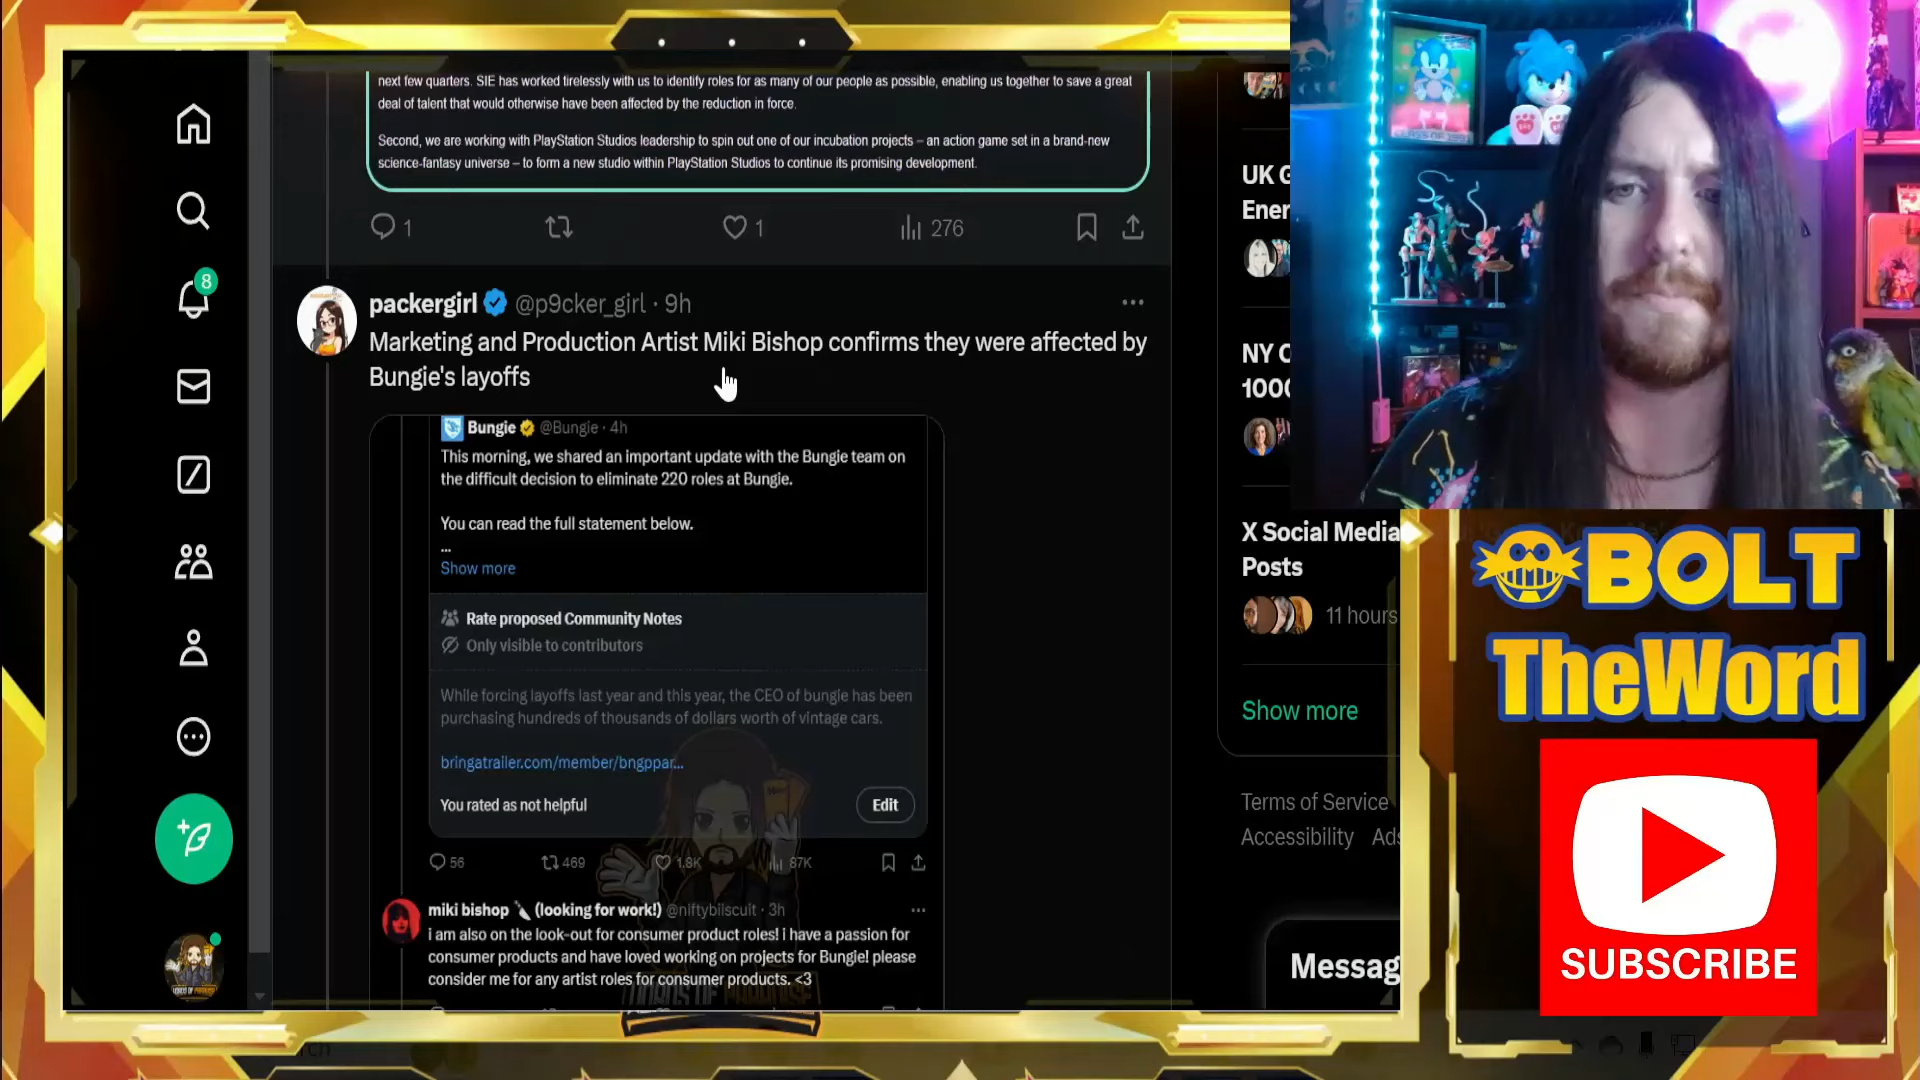 next few quarters. SIE has worked tirelessly with us to identify roles for as many of our people as possible, enabling us together to save a great
deal of talent that would otherwise have been affected by the reduction in force.
Second, we are working with PlayStation Studios leadership to spin out one of our incubation projects – an action game set in a brand-new
science-fantasy universe – to form a new studio within PlayStation Studios to continue its promising development.
1
1
276
8
packergirl @p9cker_girl · 9h
Marketing and Production Artist Miki Bishop confirms they were affected by
Bungie's layoffs
Bungie @Bungie · 4h
This morning, we shared an important update with the Bungie team on
the difficult decision to eliminate 220 roles at Bungie.
You can read the full statement below.
...
Show more
Rate proposed Community Notes
Only visible to contributors
While forcing layoffs last year and this year, the CEO of bungie has been
purchasing hundreds of thousands of dollars worth of vintage cars.
bringatrailer.com/member/bngppar...
You rated as not helpful
Edit
56
469
1.8K
87K
miki bishop (looking for work!) @niftybiiscuit · 3h
i am also on the look-out for consumer product roles! i have a passion for
consumer products and have loved working on projects for Bungie! please
consider me for any artist roles for consumer products. <3
UK G
Ener
NY C
1000
X Social Media
Posts
11 hours
Show more
Terms of Service
Accessibility Ads
Messag
CLASS OF 1991
BOLT
TheWord
SUBSCRIBE